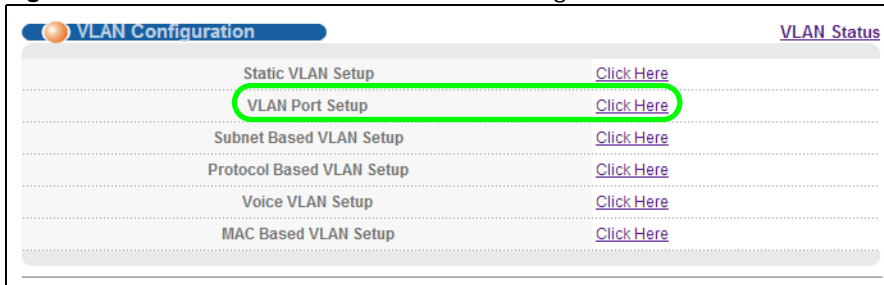 VLAN Configuration VLAN Status
Static VLAN Setup Click Here
VLAN Port Setup Click Here
Subnet Based VLAN Setup Click Here
Protocol Based VLAN Setup Click Here
Voice VLAN Setup Click Here
MAC Based VLAN Setup Click Here